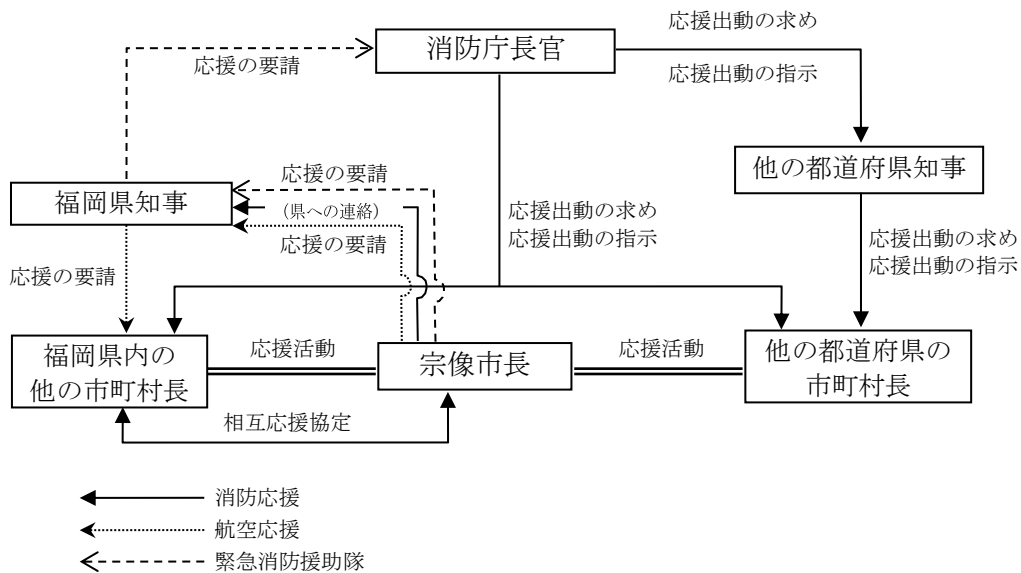 応援出動の求め
消防庁長官
応援の要請
応援出動の指示
他の都道府県知事
応援の要請
福岡県知事
(県への連絡)
応援出動の求め
応援出動の指示
応援の要請
応援出動の求め
応援出動の指示
応援の要請
福岡県内の
他の市町村長
応援活動
宗像市長
応援活動
他の都道府県の
市町村長
相互応援協定
消防応援
航空応援
緊急消防援助隊